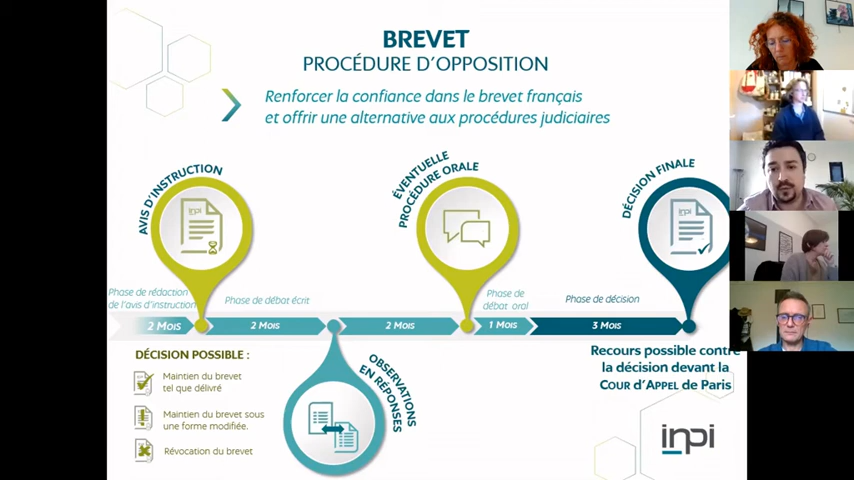 BREVET
PROCÉDURE D'OPPOSITION
Renforcer la confiance dans le brevet français
et offrir une alternative aux procédures judiciaires
AVIS D'INSTRUCTION
inpi
ÉVENTUELLE
PROCÉDURE ORALE
DÉCISION FINALE
inpi
Phase de rédaction
de l'avis d'instruction
Phase de débat écrit
Phase de
débat oral
Phase de décision
2 Mois
2 Mois
2 Mois
1 Mois
3 Mois
DÉCISION POSSIBLE :
Maintien du brevet
tel que délivré
Maintien du brevet sous
une forme modifiée.
Révocation du brevet
OBSERVATIONS
EN RÉPONSES
Recours possible contre
la décision devant la
COUR D'APPEL de Paris
inpi